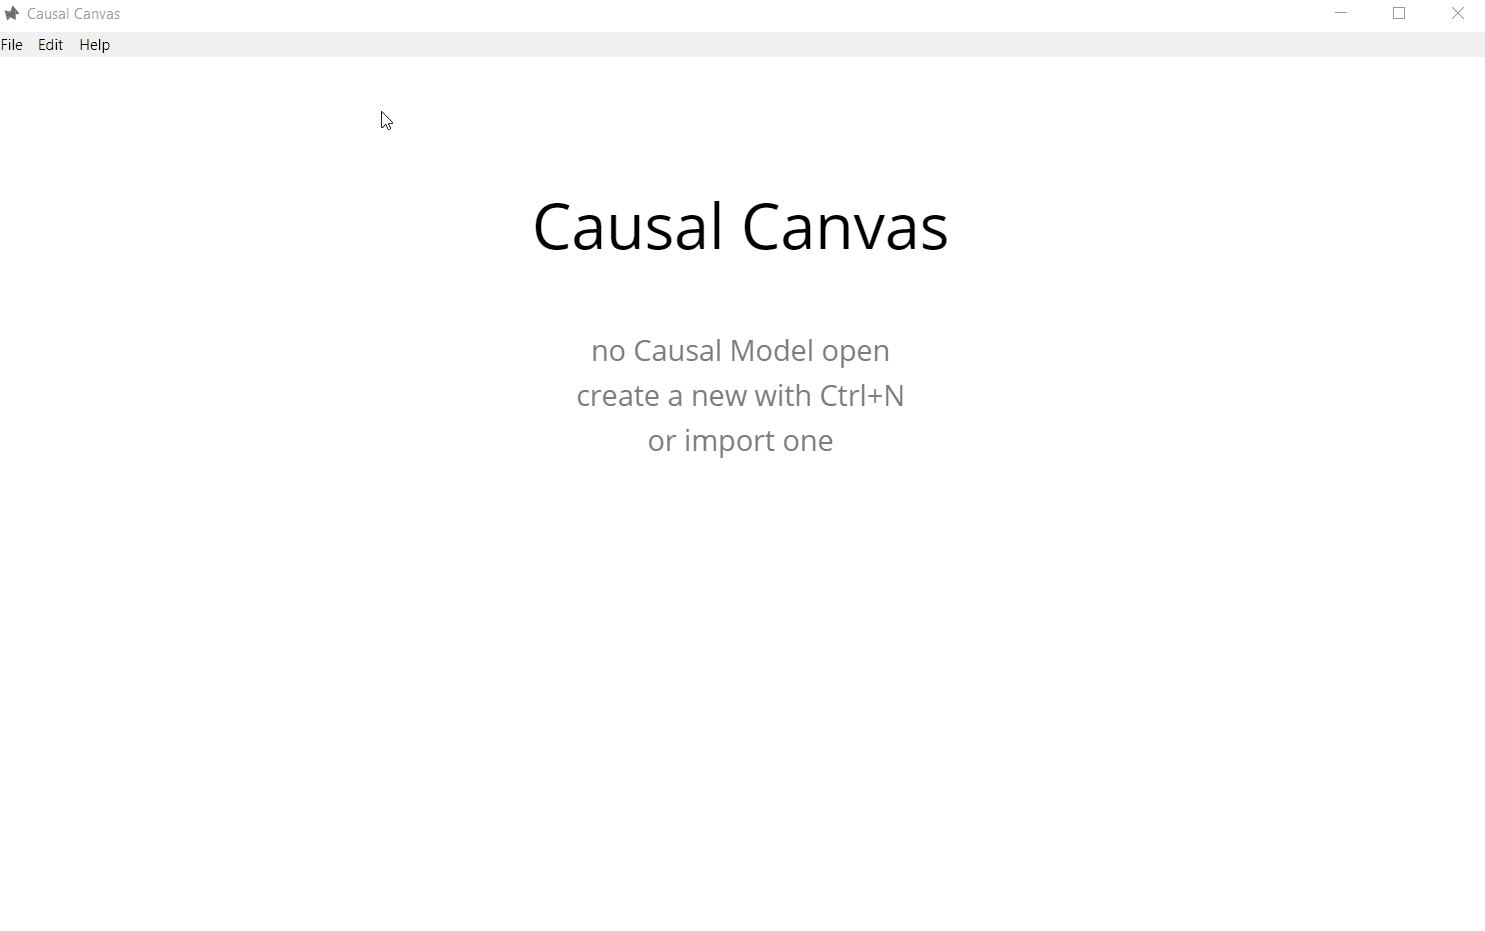 Causal Canvas
File Edit Help
Causal Canvas
no Causal Model open
create a new with Ctrl+N
or import one